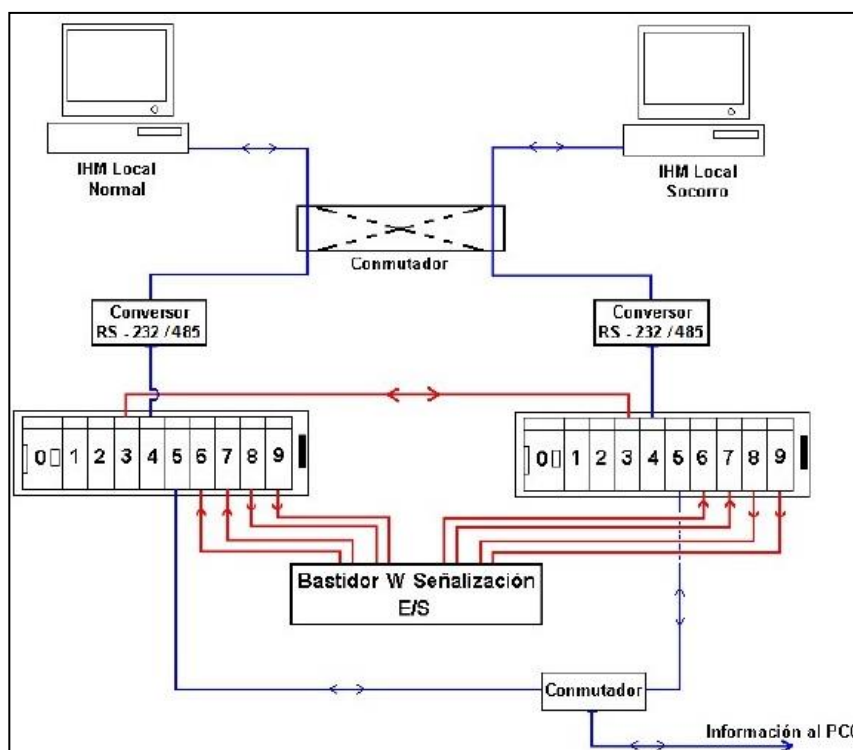 IHM Local
Normal
IHM Local
Socorro
Conmutador
Conversor
RS - 232 / 485
Conversor
RS - 232 / 485
0 1 2 3 4 5 6 7 8 9
0 1 2 3 4 5 6 7 8 9
Bastidor W Señalización
E/S
Conmutador
Información al PC